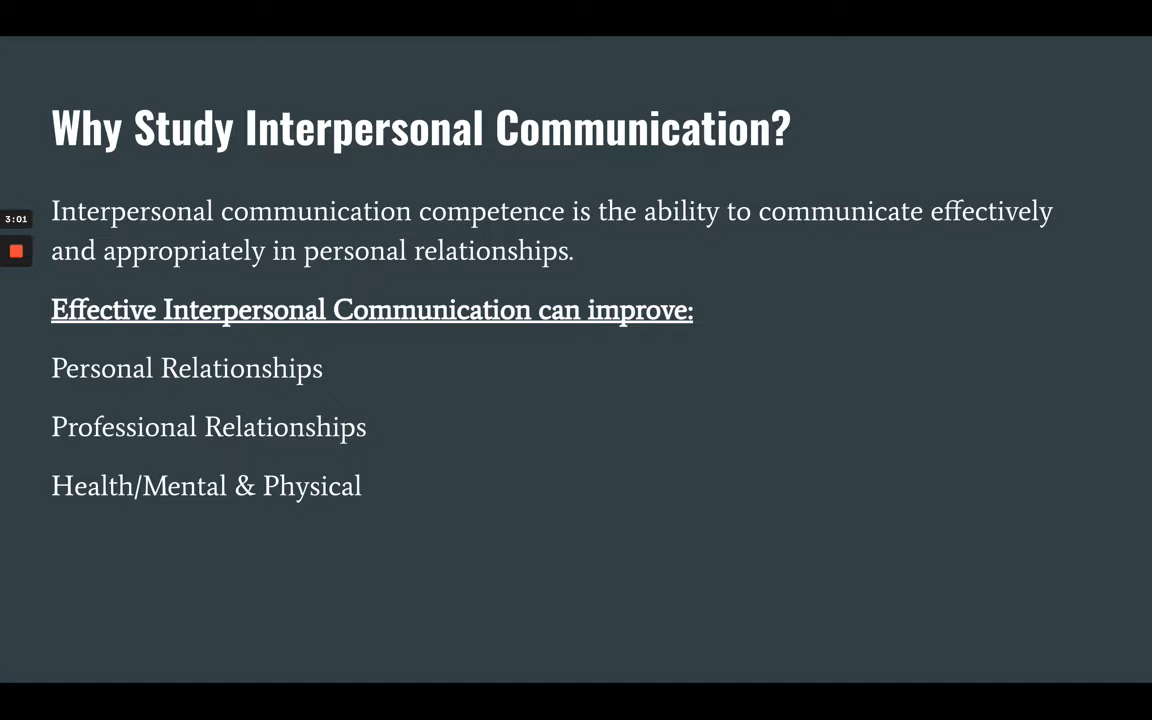 Why Study Interpersonal Communication?
3:01
Interpersonal communication competence is the ability to communicate effectively
and appropriately in personal relationships.
Effective Interpersonal Communication can improve:
Personal Relationships
Professional Relationships
Health/Mental & Physical